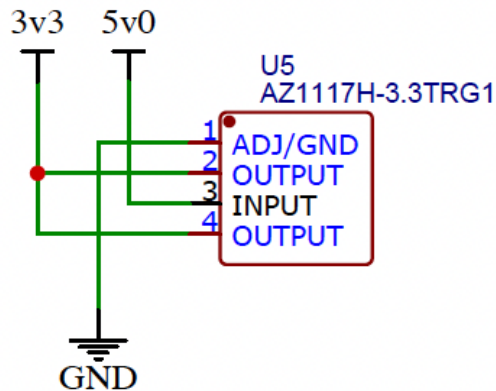 3v3 5v0
U5
AZ1117H-3.3TRG1
1 ADJ/GND
2 OUTPUT
3 INPUT
4 OUTPUT
GND